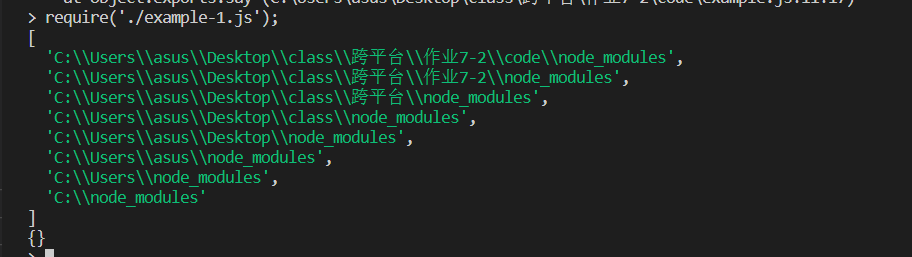 > require('./example-1.js');
[
'C:\\Users\\asus\\Desktop\\class\\跨平台\\作业7-2\\code\\node_modules',
'C:\\Users\\asus\\Desktop\\class\\跨平台\\作业7-2\\node_modules',
'C:\\Users\\asus\\Desktop\\class\\跨平台\\node_modules',
'C:\\Users\\asus\\Desktop\\class\\node_modules',
'C:\\Users\\asus\\Desktop\\node_modules',
'C:\\Users\\asus\\node_modules',
'C:\\Users\\node_modules',
'C:\\node_modules'
]
{}
>